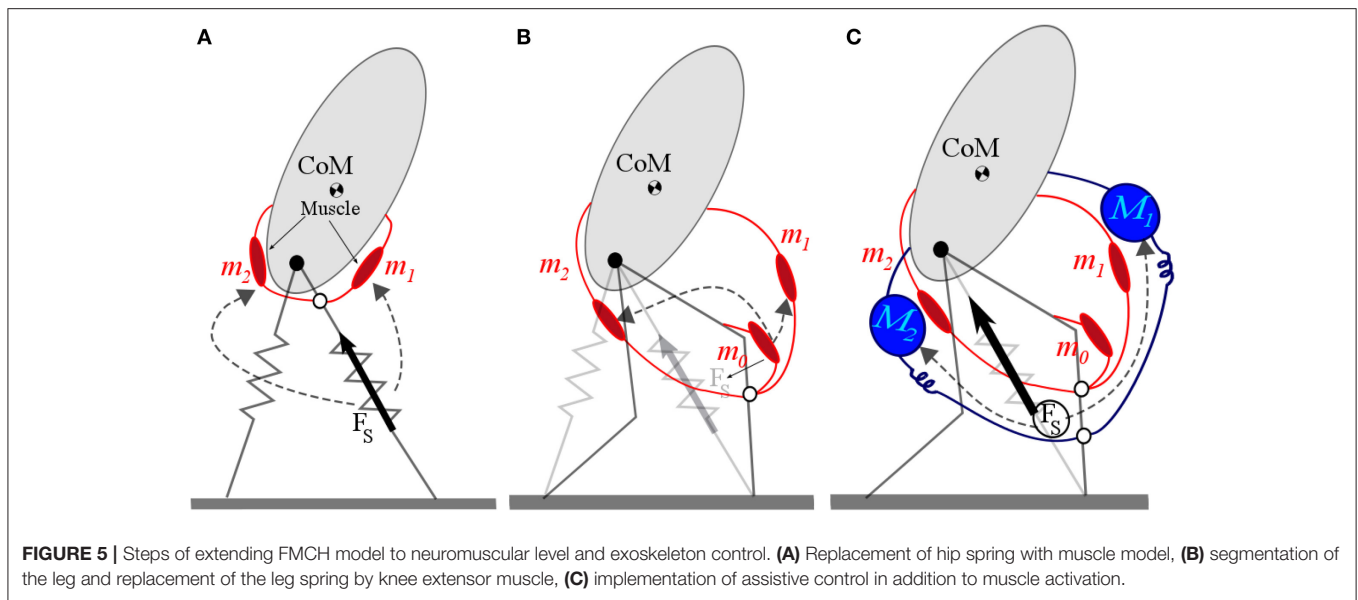 A
CoM
Muscle
m2
m1
FS
B
CoM
m1
m2
m0
FS
C
CoM
M1
m1
m2
M2
m0
FS
FIGURE 5 | Steps of extending FMCH model to neuromuscular level and exoskeleton control. (A) Replacement of hip spring with muscle model, (B) segmentation of
the leg and replacement of the leg spring by knee extensor muscle, (C) implementation of assistive control in addition to muscle activation.